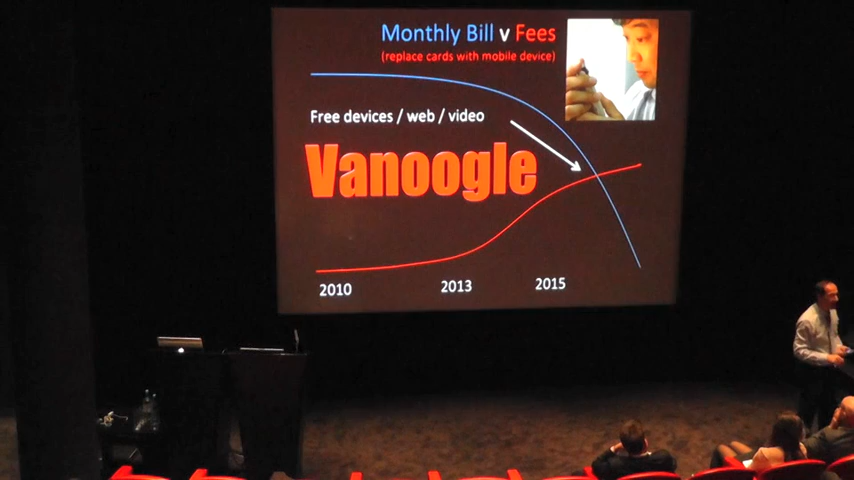 Monthly Bill v Fees
(replace cards with mobile device)
Free devices / web / video
Vanoogle
2010 2013 2015